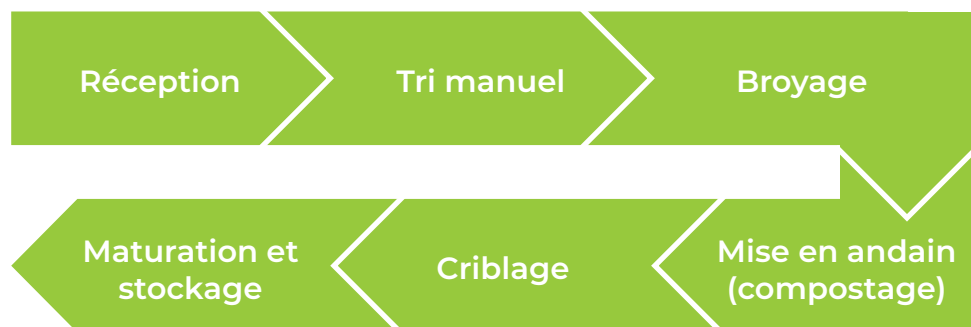 Réception
Tri manuel
Broyage
Mise en andain
(compostage)
Criblage
Maturation et
stockage